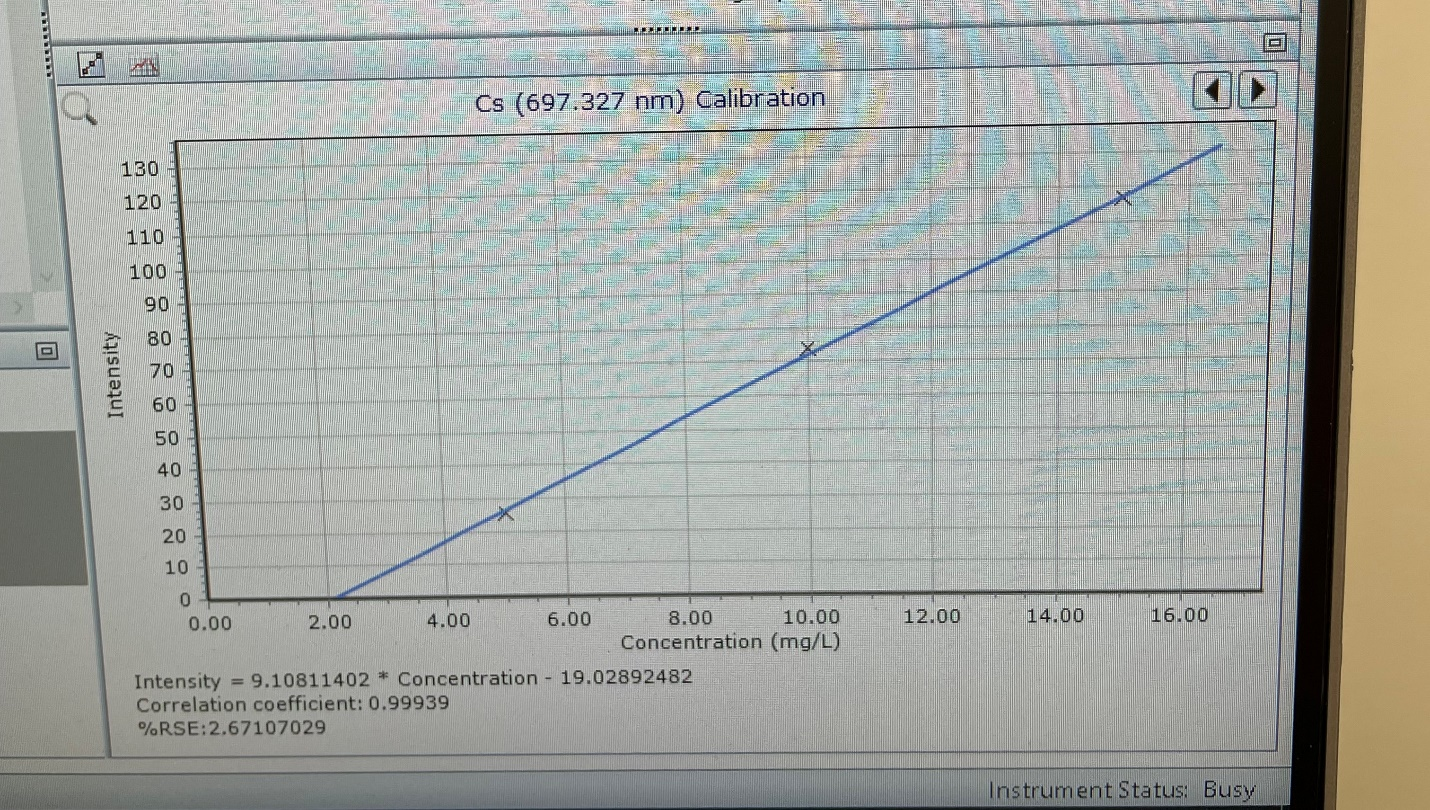 Cs (697.327 nm) Calibration
130
120
110
100
90
80
70
60
50
40
30
20
10
0
Intensity
0.00 2.00 4.00 6.00 8.00 10.00 12.00 14.00 16.00
Concentration (mg/L)
Intensity = 9.10811402 * Concentration - 19.02892482
Correlation coefficient: 0.99939
%RSE:2.67107029
Instrument Status: Busy